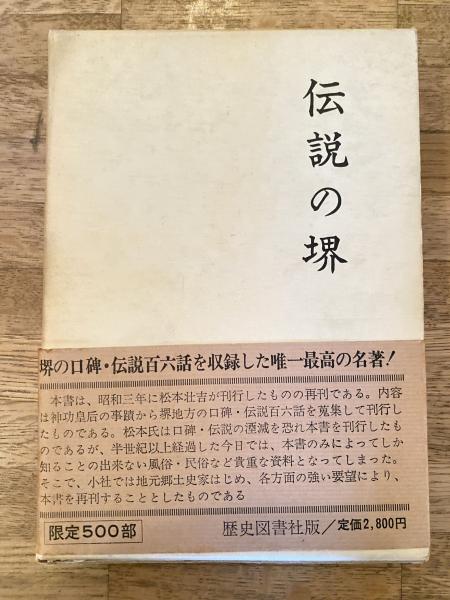 伝説の堺
堺の口碑・伝説百六話を収録した唯一最高の名著!
本書は、昭和三年に松本壮吉が刊行したものの再刊である。内容
は神功皇后の事蹟から堺地方の口碑・伝説百六話を蒐集して刊行し
たものである。松本氏は口碑・伝説の湮滅を恐れ本書を刊行したも
のであるが、半世紀以上経過した今日では、本書のみによってしか
知ることの出来ない風俗・民俗など貴重な資料となってしまった。
そこで、小社では地元郷土史家はじめ、各方面の強い要望により、
本書を再刊することとしたものである
限定500部
歴史図書社版/定価2,800円